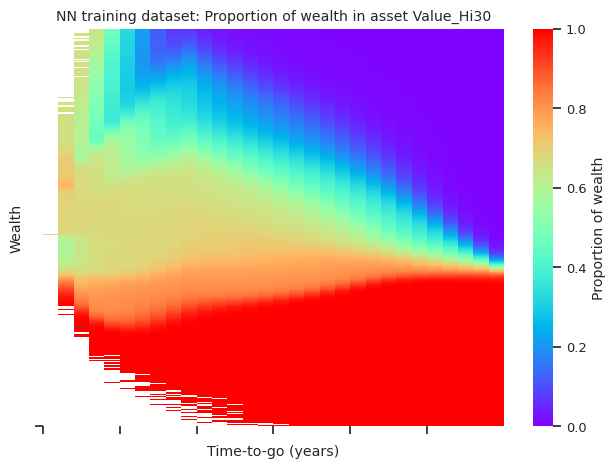 NN training dataset: Proportion of wealth in asset Value_Hi30
Wealth
Time-to-go (years)
1.0
0.8
0.6
0.4
0.2
0.0
Proportion of wealth